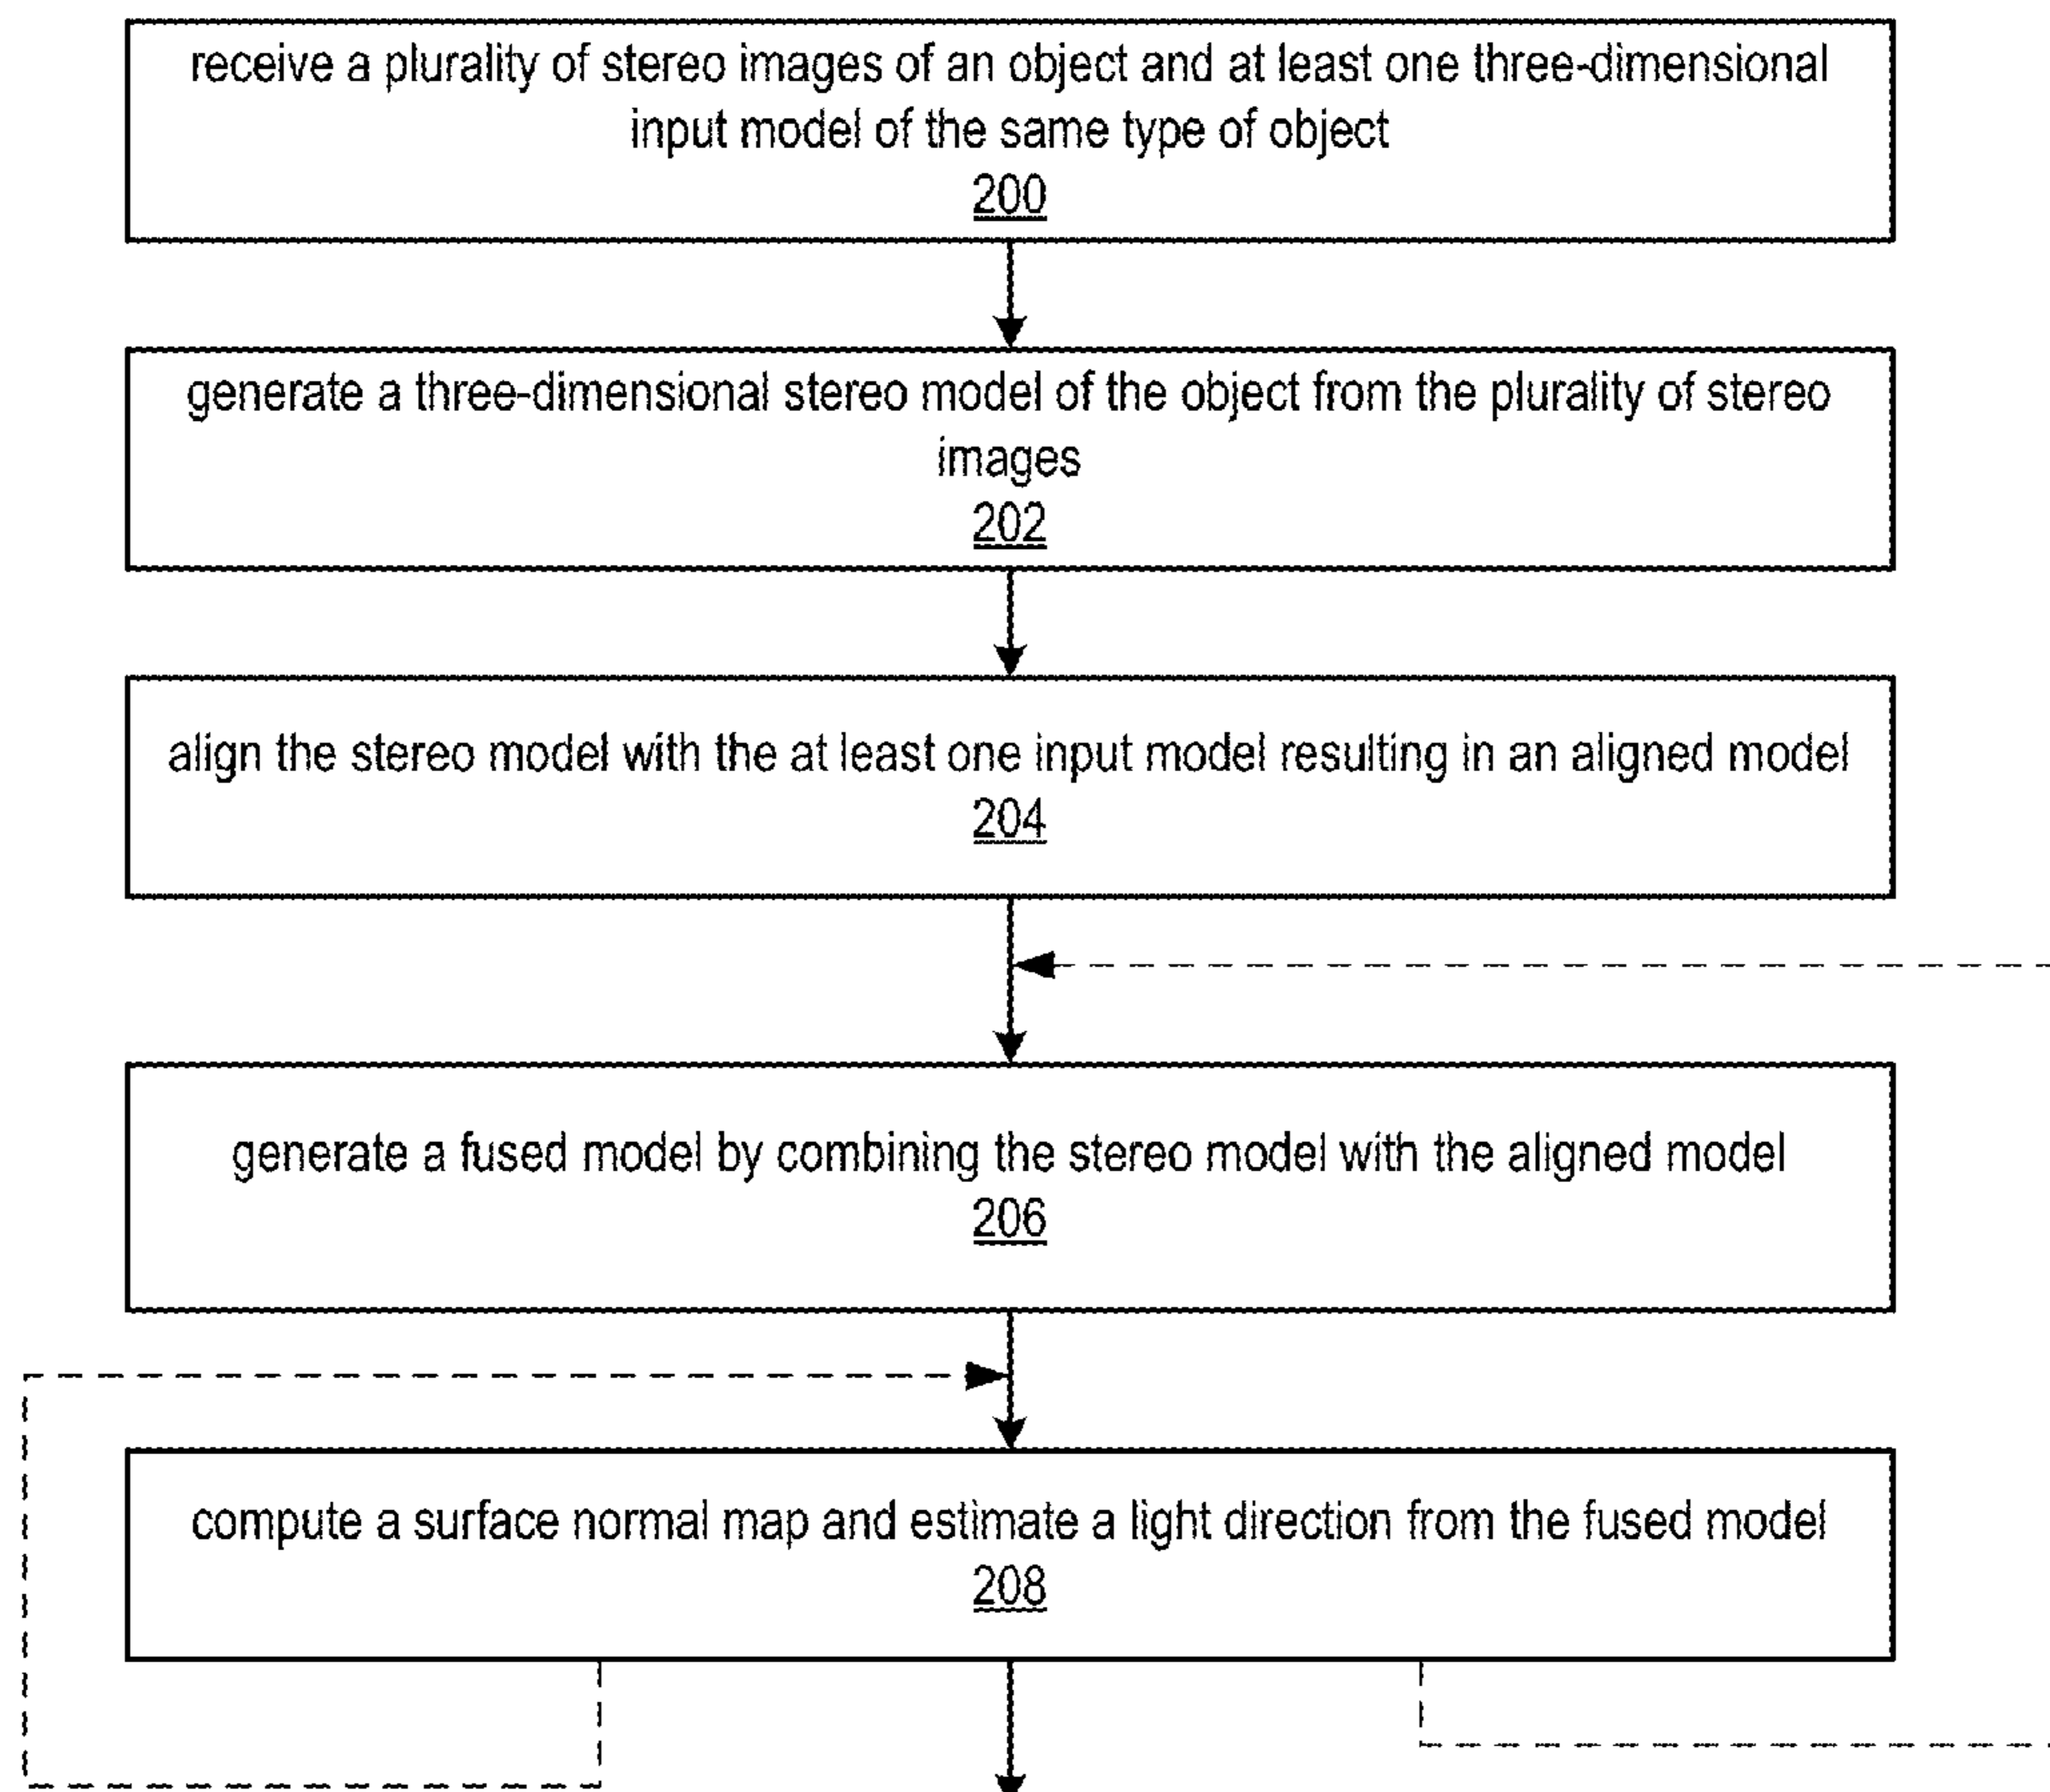 receive a plurality of stereo images of an object and at least one three-dimensional
input model of the same type of object
200
generate a three-dimensional stereo model of the object from the plurality of stereo
images
202
align the stereo model with the at least one input model resulting in an aligned model
204
generate a fused model by combining the stereo model with the aligned model
206
compute a surface normal map and estimate a light direction from the fused model
208